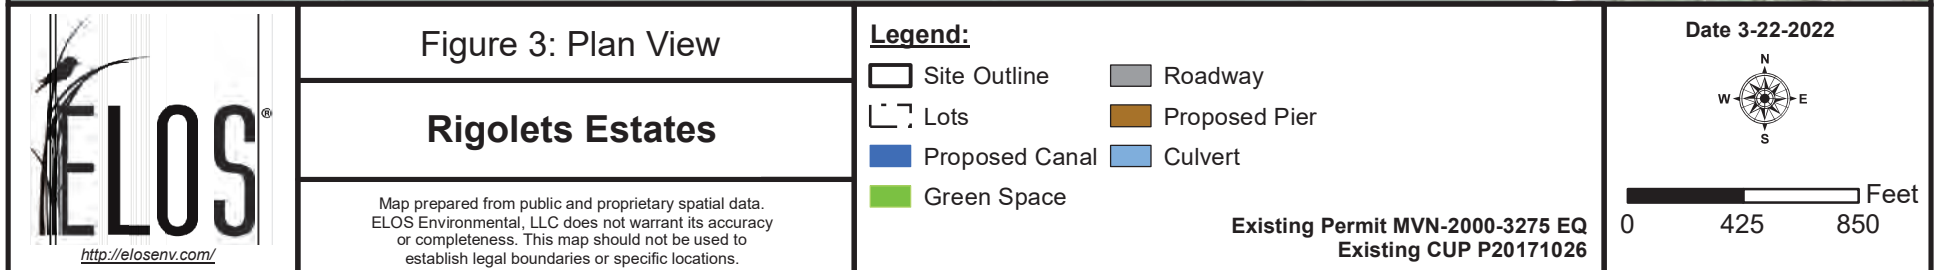 ELOS®
http://elosenv.com/
Figure 3: Plan View
Rigolets Estates
Map prepared from public and proprietary spatial data.
ELOS Environmental, LLC does not warrant its accuracy
or completeness. This map should not be used to
establish legal boundaries or specific locations.
Legend:
Site Outline
Lots
Proposed Canal
Green Space
Roadway
Proposed Pier
Culvert
Existing Permit MVN-2000-3275 EQ
Existing CUP P20171026
Date 3-22-2022
N
W E
S
Feet
0 425 850